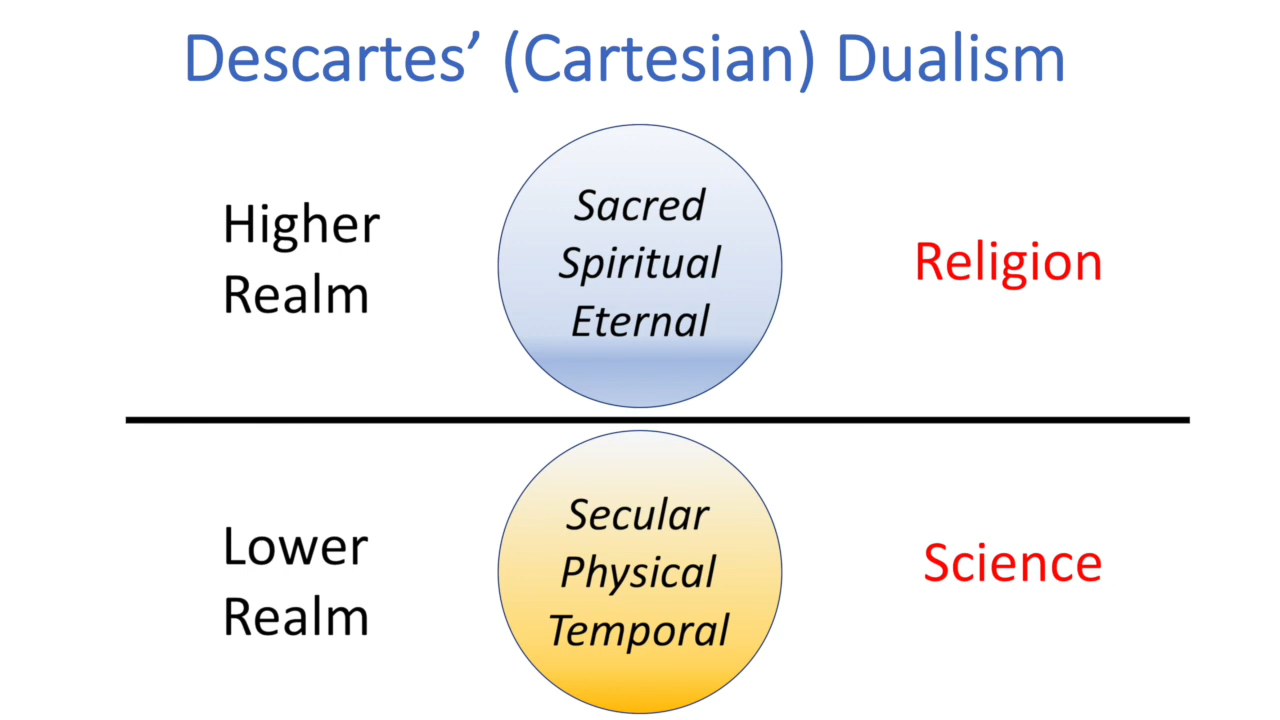 Descartes’ (Cartesian) Dualism
Higher
Realm
Sacred
Spiritual
Eternal
Religion
Lower
Realm
Secular
Physical
Temporal
Science